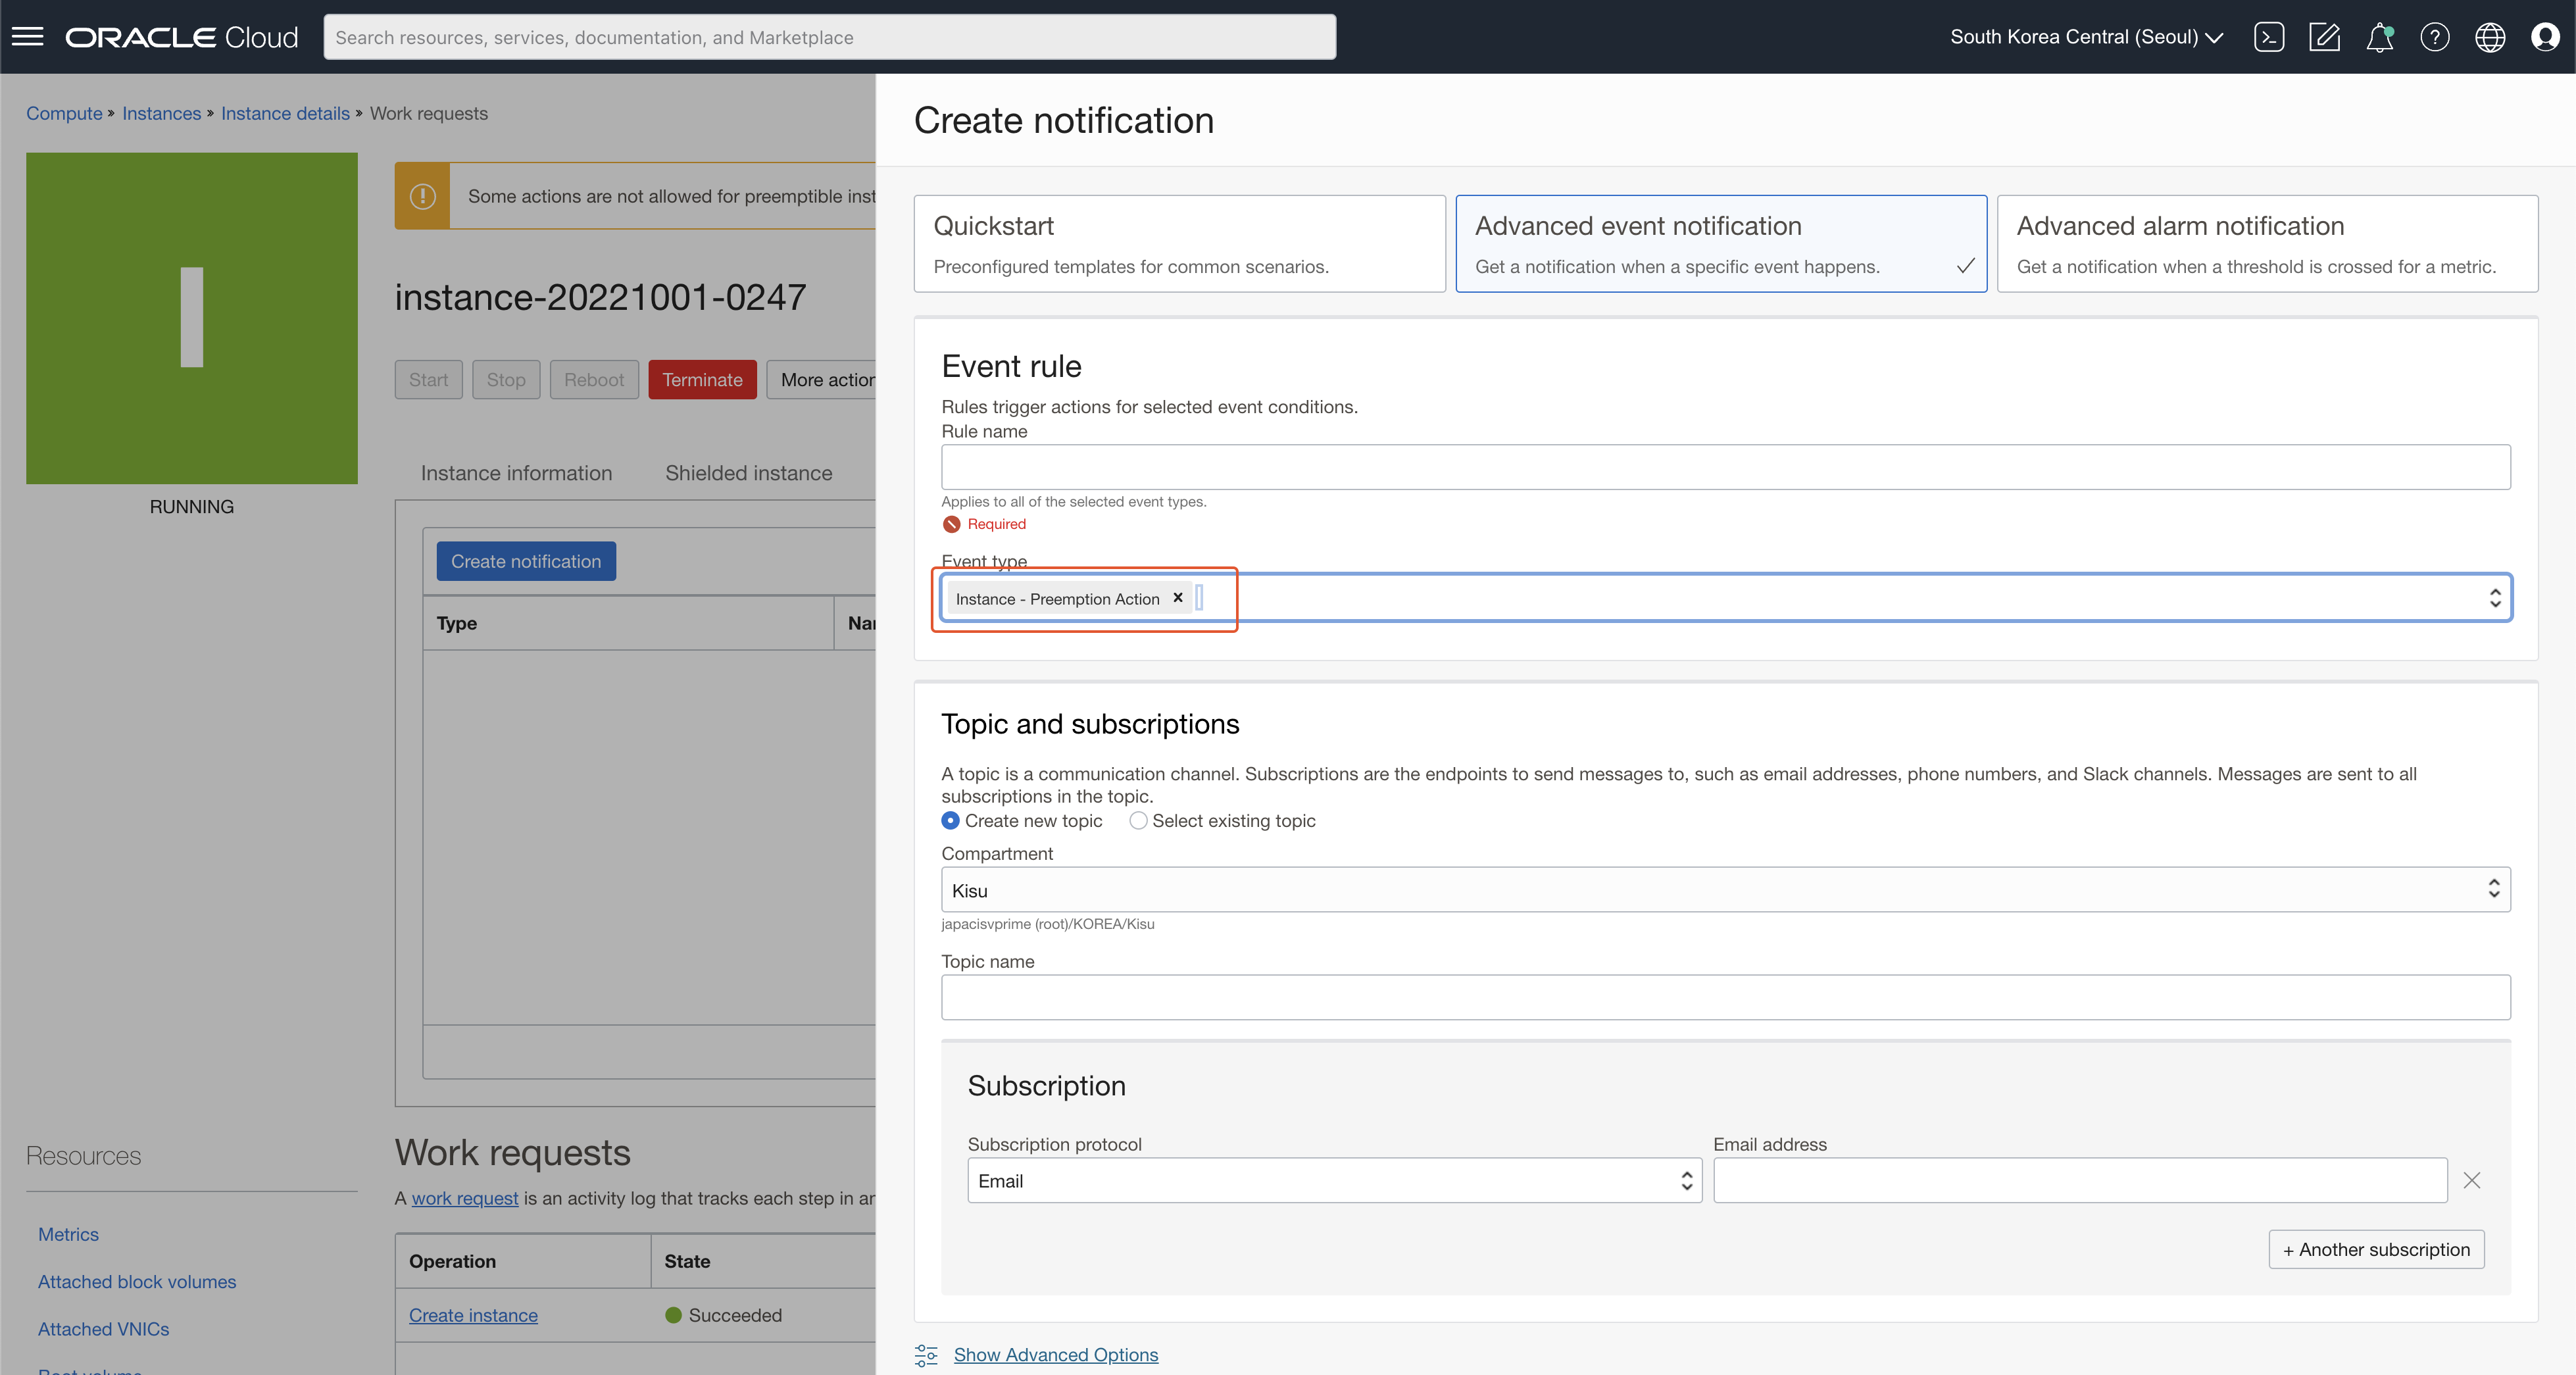 ORACLE Cloud
Search resources, services, documentation, and Marketplace
South Korea Central (Seoul)
Compute » Instances » Instance details » Work requests
I
RUNNING
Some actions are not allowed for preemptible inst
instance-20221001-0247
Start
Stop
Reboot
Terminate
More action
Instance information
Shielded instance
Create notification
Type
Resources
Metrics
Attached block volumes
Attached VNICs
Work requests
A work request is an activity log that tracks each step in an
Operation
State
Create instance
Succeeded
Create notification
Quickstart
Preconfigured templates for common scenarios.
Advanced event notification
Get a notification when a specific event happens.
Advanced alarm notification
Get a notification when a threshold is crossed for a metric.
Event rule
Rules trigger actions for selected event conditions.
Rule name
Applies to all of the selected event types.
Required
Event type
Instance - Preemption Action ×
Topic and subscriptions
A topic is a communication channel. Subscriptions are the endpoints to send messages to, such as email addresses, phone numbers, and Slack channels. Messages are sent to all
subscriptions in the topic.
Create new topic
Select existing topic
Compartment
Kisu
japacisvprime (root)/KOREA/Kisu
Topic name
Subscription
Subscription protocol
Email address
Email
+ Another subscription
Show Advanced Options